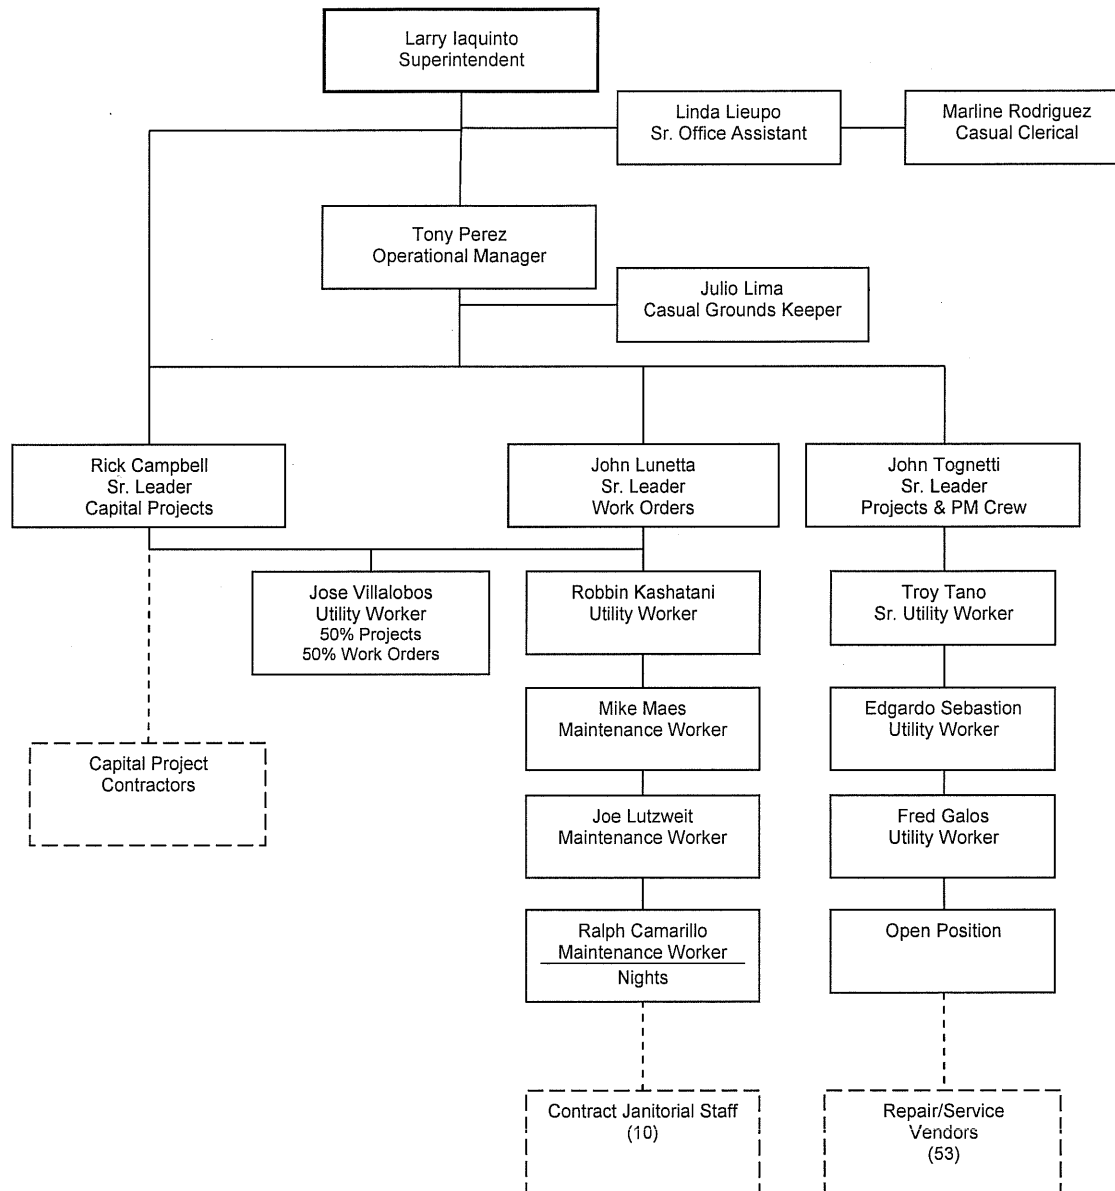 Larry Iaquinto
Superintendent
Linda Lieupo
Sr. Office Assistant
Marline Rodriguez
Casual Clerical
Tony Perez
Operational Manager
Julio Lima
Casual Grounds Keeper
Rick Campbell
Sr. Leader
Capital Projects
John Lunetta
Sr. Leader
Work Orders
John Tognetti
Sr. Leader
Projects & PM Crew
Jose Villalobos
Utility Worker
50% Projects
50% Work Orders
Robbin Kashatani
Utility Worker
Troy Tano
Sr. Utility Worker
Mike Maes
Maintenance Worker
Edgardo Sebastion
Utility Worker
Capital Project
Contractors
Joe Lutzweit
Maintenance Worker
Fred Galos
Utility Worker
Ralph Camarillo
Maintenance Worker
Nights
Open Position
Contract Janitorial Staff
(10)
Repair/Service
Vendors
(53)